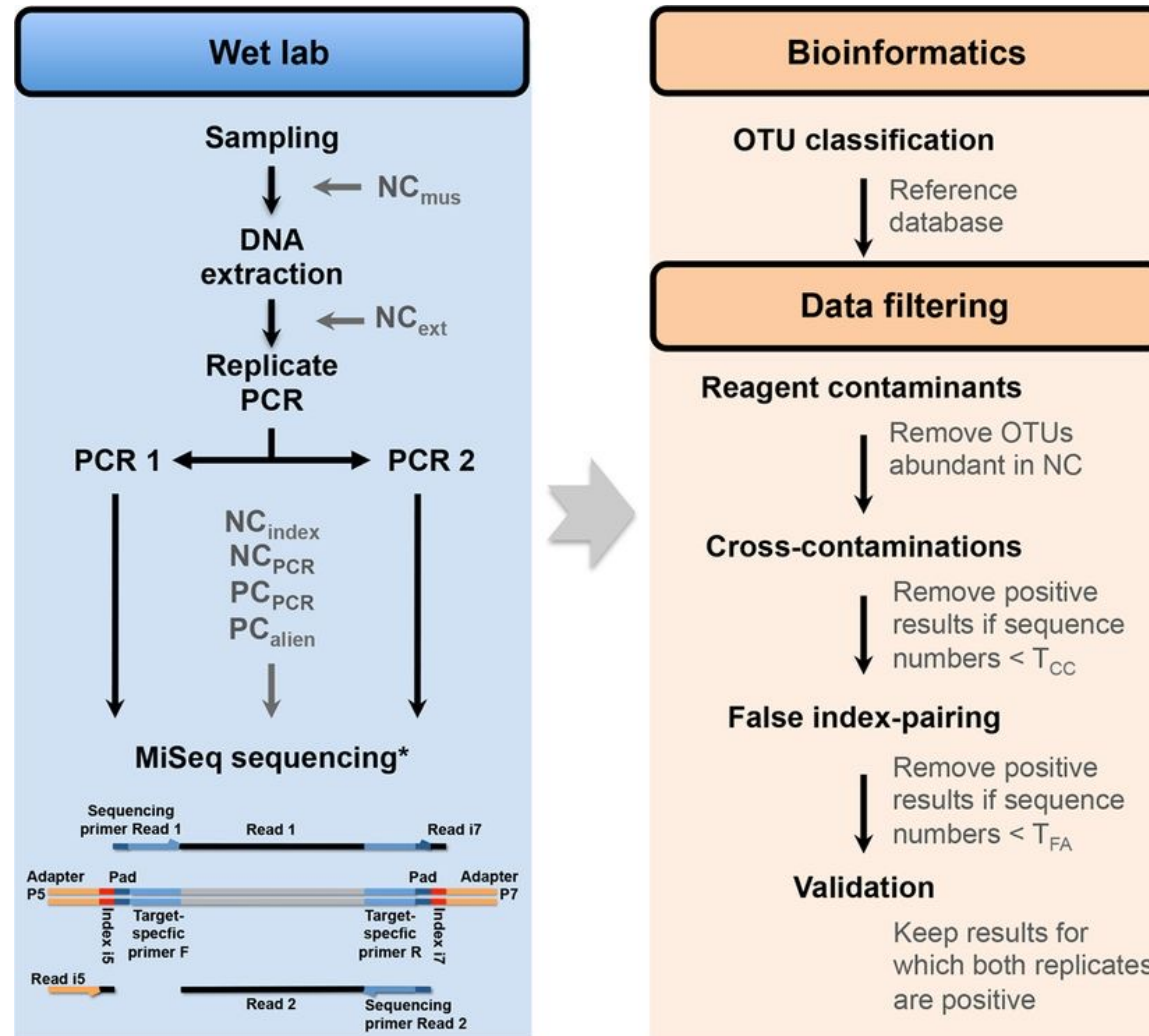 Wet lab
Sampling
NCmus
DNA
extraction
NCext
Replicate
PCR
PCR 1
PCR 2
NCindex
NCPCR
PCPCR
PCalien
MiSeq sequencing*
Sequencing
primer Read 1
Read 1
Read i7
Adapter
P5
Pad
Pad
Adapter
P7
Index i5
Target-
specfic
primer F
Target-
specfic
primer R
Index i7
Read i5
Read 2
Sequencing
primer Read 2
Bioinformatics
OTU classification
Reference
database
Data filtering
Reagent contaminants
Remove OTUs
abundant in NC
Cross-contaminations
Remove positive
results if sequence
numbers < TCC
False index-pairing
Remove positive
results if sequence
numbers < TFA
Validation
Keep results for
which both replicates
are positive